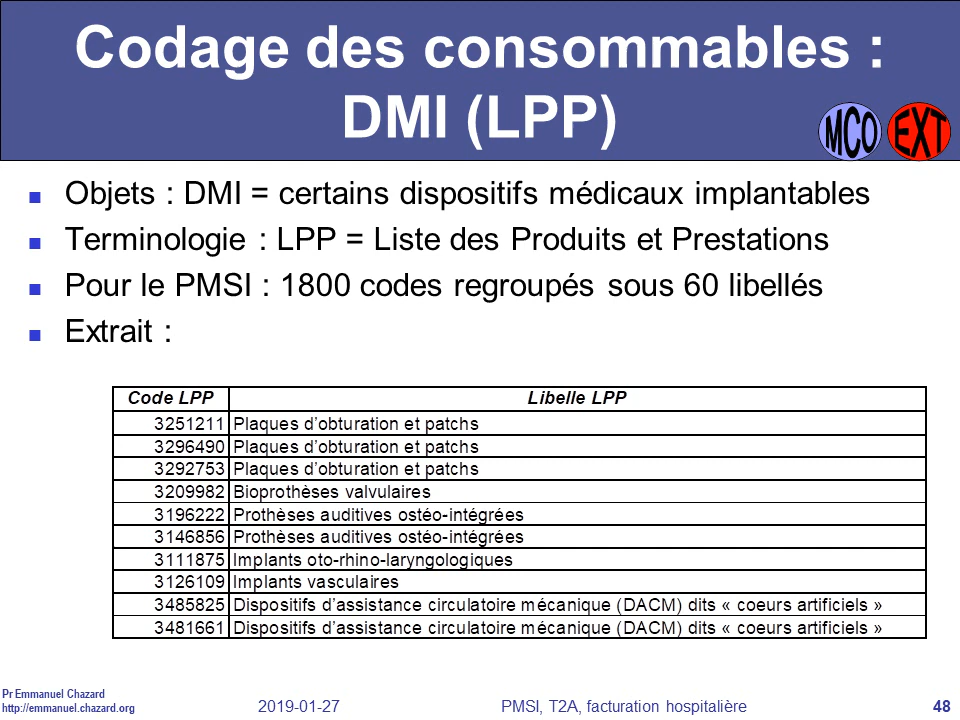 Codage des consommables :
DMI (LPP)
MCO EXT
Objets : DMI = certains dispositifs médicaux implantables
Terminologie : LPP = Liste des Produits et Prestations
Pour le PMSI : 1800 codes regroupés sous 60 libellés
Extrait :
Code LPP Libelle LPP
3251211 Plaques d’obturation et patchs
3296490 Plaques d’obturation et patchs
3292753 Plaques d’obturation et patchs
3209982 Bioprothèses valvulaires
3196222 Prothèses auditives ostéo-intégrées
3146856 Prothèses auditives ostéo-intégrées
3111875 Implants oto-rhino-laryngologiques
3126109 Implants vasculaires
3485825 Dispositifs d’assistance circulatoire mécanique (DACM) dits « coeurs artificiels »
3481661 Dispositifs d’assistance circulatoire mécanique (DACM) dits « coeurs artificiels »
Pr Emmanuel Chazard
http://emmanuel.chazard.org
2019-01-27 PMSI, T2A, facturation hospitalière 48